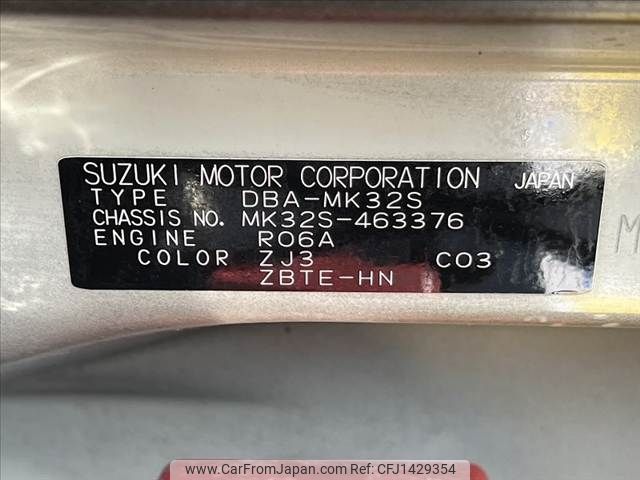 SUZUKI MOTOR CORPORATION JAPAN
TYPE DBA-MK32S
CHASSIS NO. MK32S-463376
ENGINE R06A
COLOR ZJ3 C03
ZBTE-HN
M
www.CarFromJapan.com CFJ1429354